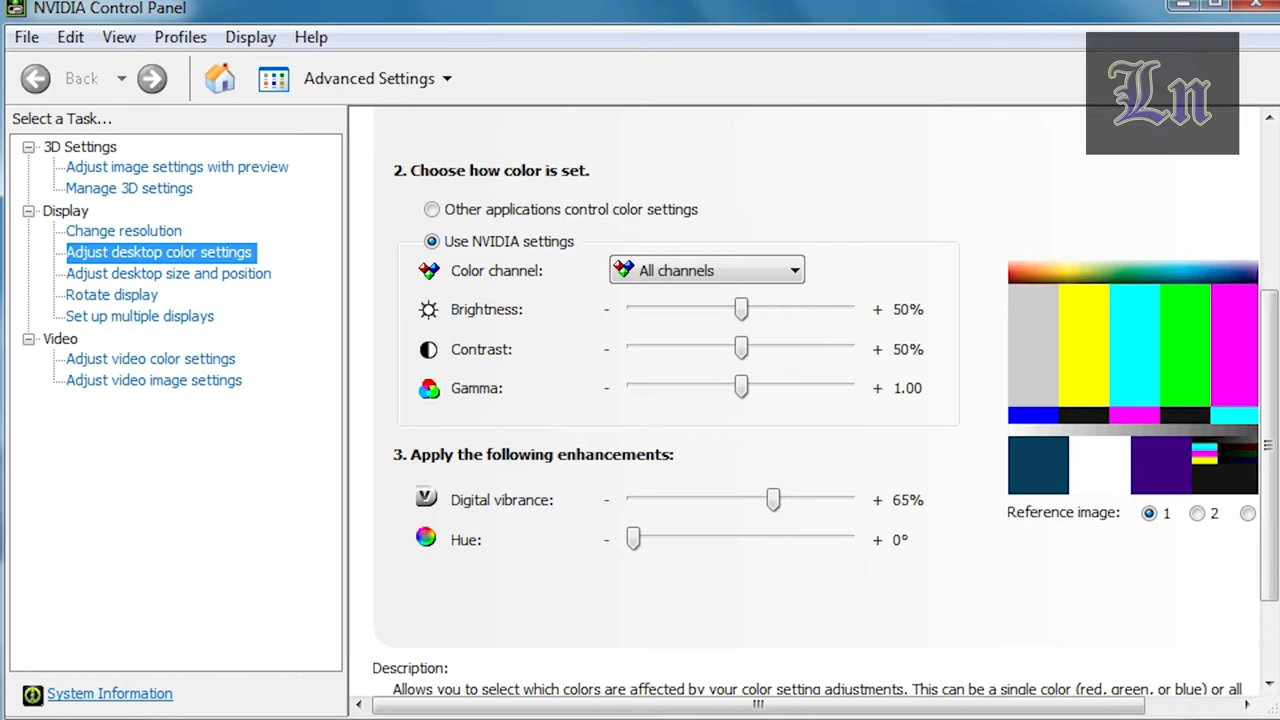 NVIDIA Control Panel
File Edit View Profiles Display Help
Ln
Back Advanced Settings
Select a Task...
3D Settings
Adjust image settings with preview
Manage 3D settings
Display
Change resolution
Adjust desktop color settings
Adjust desktop size and position
Rotate display
Set up multiple displays
Video
Adjust video color settings
Adjust video image settings
System Information
2. Choose how color is set.
Other applications control color settings
Use NVIDIA settings
Color channel: All channels
Brightness: - + 50%
Contrast: - + 50%
Gamma: - + 1.00
3. Apply the following enhancements:
Digital vibrance: - + 65%
Hue: - + 0°
Reference image: 1 2
Description:
Allows you to select which colors are affected by your color setting adjustments. This can be a single color (red, green, or blue) or all